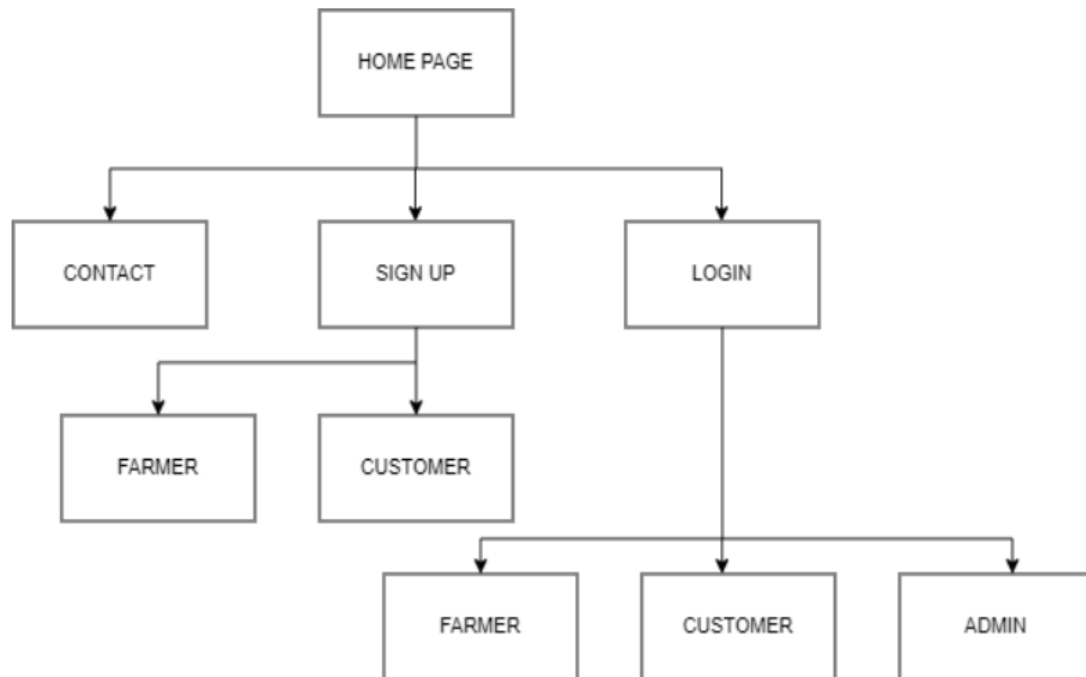 HOME PAGE
CONTACT
SIGN UP
LOGIN
FARMER
CUSTOMER
FARMER
CUSTOMER
ADMIN